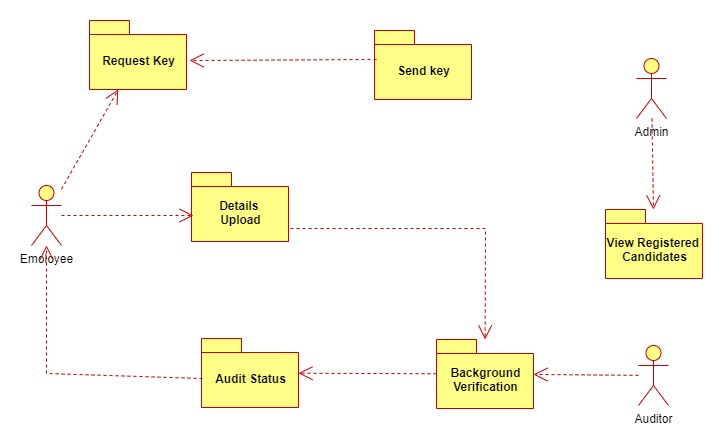 Request Key
Send key
Admin
Details
Upload
Employee
View Registered
Candidates
Audit Status
Background
Verification
Auditor